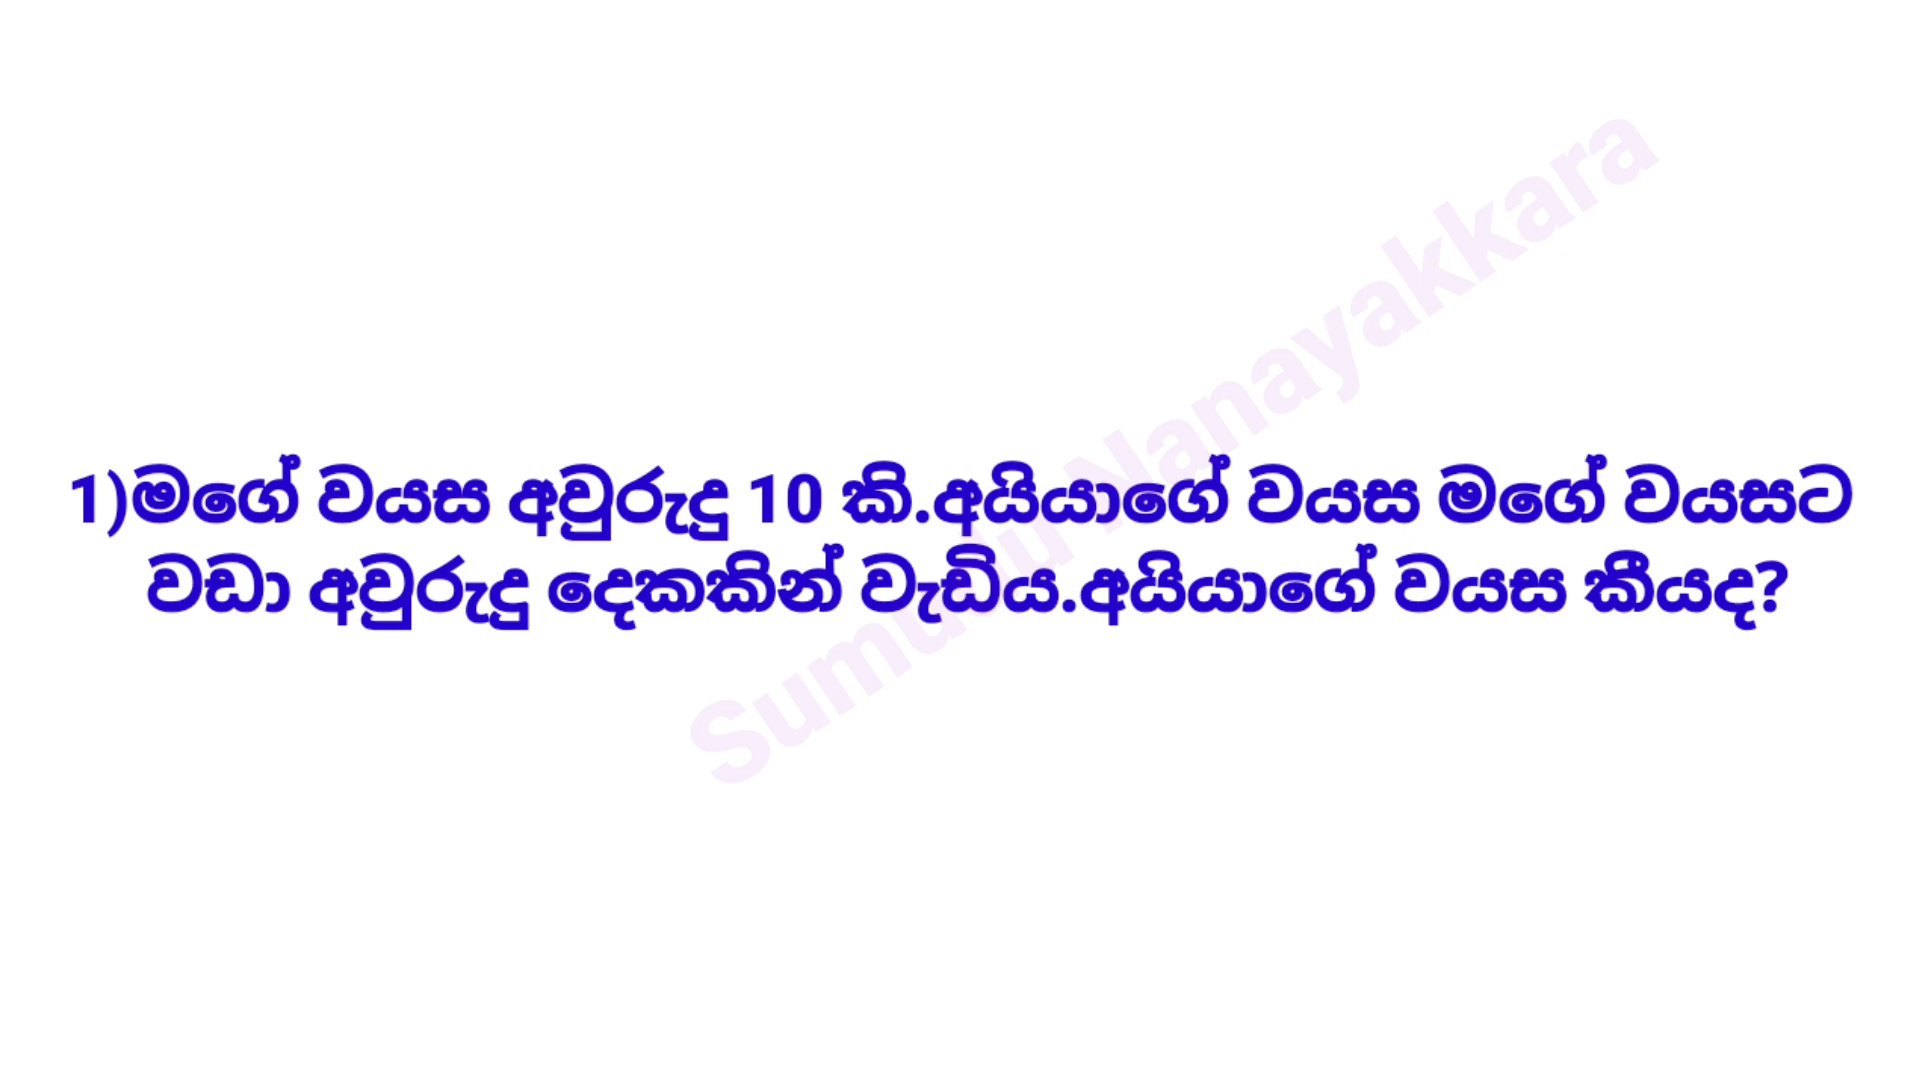 1)මගේ වයස අවුරුදු 10 කි.අයියාගේ වයස මගේ වයසට
වඩා අවුරුදු දෙකකින් වැඩිය.අයියාගේ වයස කීයද?
Sumudu Nanayakkara